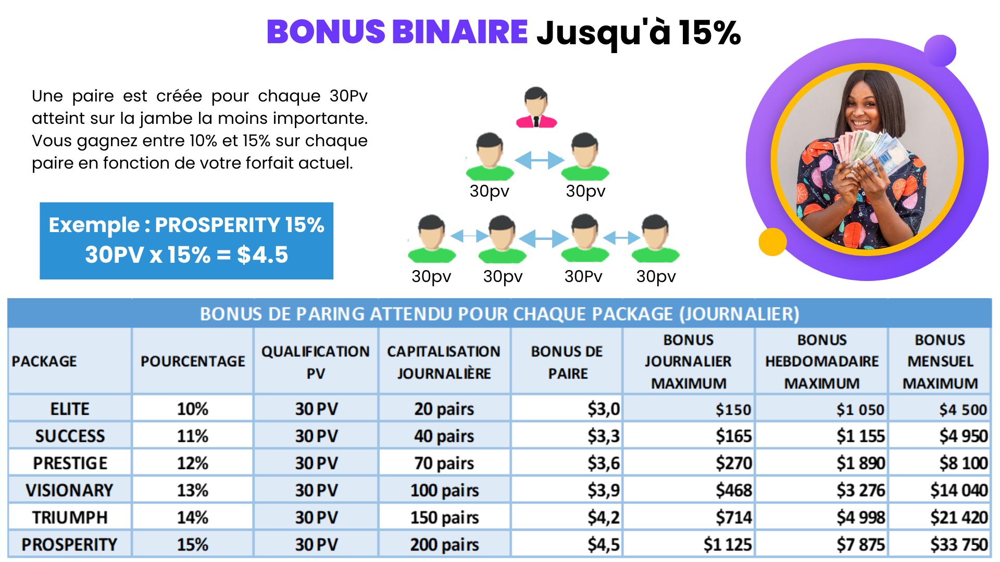 BONUS BINAIRE Jusqu'à 15%
Une paire est créée pour chaque 30Pv
atteint sur la jambe la moins importante.
Vous gagnez entre 10% et 15% sur chaque
paire en fonction de votre forfait actuel.
Exemple : PROSPERITY 15%
30PV x 15% = $4.5
30pv 30pv
30pv 30pv 30Pv 30pv
BONUS DE PARING ATTENDU POUR CHAQUE PACKAGE (JOURNALIER)
PACKAGE POURCENTAGE QUALIFICATION PV CAPITALISATION JOURNALIÈRE BONUS DE PAIRE BONUS JOURNALIER MAXIMUM BONUS HEBDOMADAIRE MAXIMUM BONUS MENSUEL MAXIMUM
ELITE 10% 30 PV 20 pairs $3,0 $150 $1 050 $4 500
SUCCESS 11% 30 PV 40 pairs $3,3 $165 $1 155 $4 950
PRESTIGE 12% 30 PV 70 pairs $3,6 $270 $1 890 $8 100
VISIONARY 13% 30 PV 100 pairs $3,9 $468 $3 276 $14 040
TRIUMPH 14% 30 PV 150 pairs $4,2 $714 $4 998 $21 420
PROSPERITY 15% 30 PV 200 pairs $4,5 $1 125 $7 875 $33 750